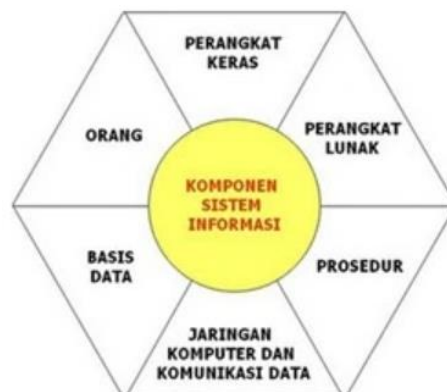 PERANGKAT
KERAS
ORANG
PERANGKAT
LUNAK
KOMPONEN
SISTEM
INFORMASI
BASIS
DATA
PROSEDUR
JARINGAN
KOMPUTER DAN
KOMUNIKASI DATA